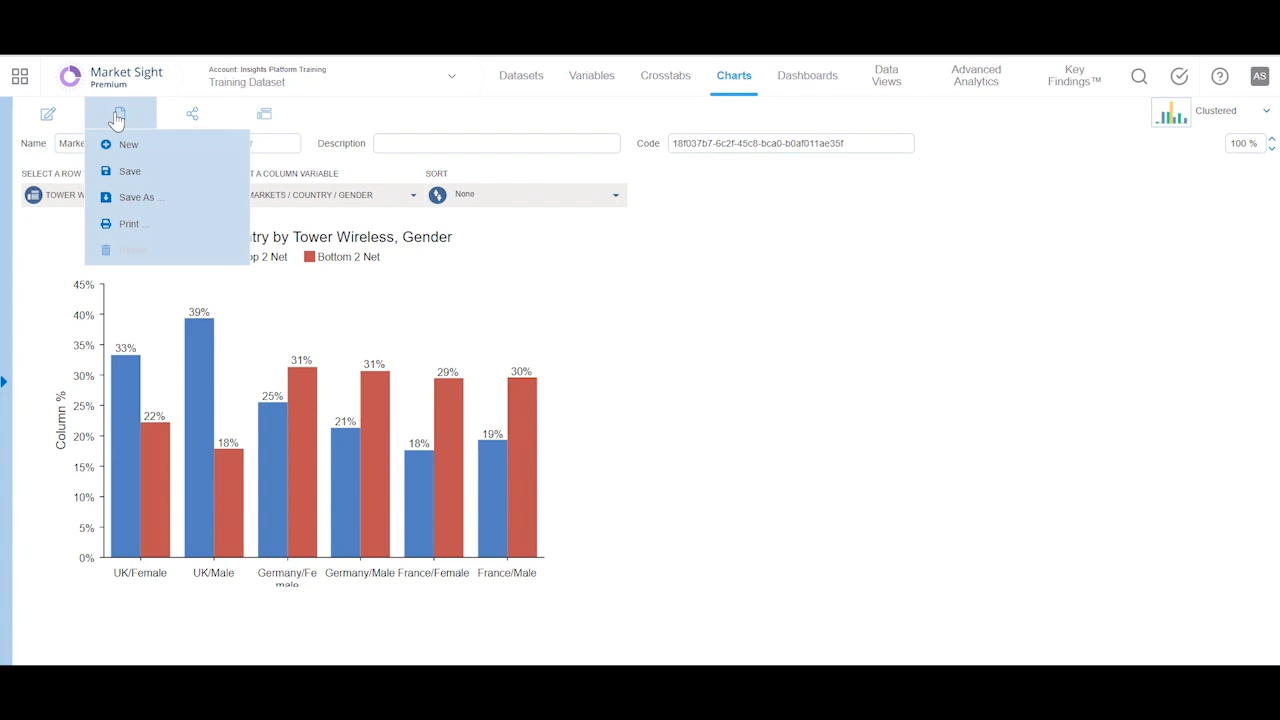 Market Sight
Premium
Account: Insights Platform Training
Training Dataset
Datasets
Variables
Crosstabs
Charts
Dashboards
Data
Views
Advanced
Analytics
Key
Findings™
AS
Clustered
Name
Marke
Description
Code
18f037b7-6c2f-45c8-bca0-b0af011ae35f
100 %
New
Save
Save As ...
Print ...
SELECT A ROW
T A COLUMN VARIABLE
SORT
TOWER W
MARKETS / COUNTRY / GENDER
None
ntry by Tower Wireless, Gender
op 2 Net
Bottom 2 Net
Column %
45%
40%
35%
30%
25%
20%
15%
10%
5%
0%
33%
22%
39%
18%
25%
31%
21%
31%
18%
29%
19%
30%
UK/Female
UK/Male
Germany/Fe
male
Germany/Male
France/Female
France/Male